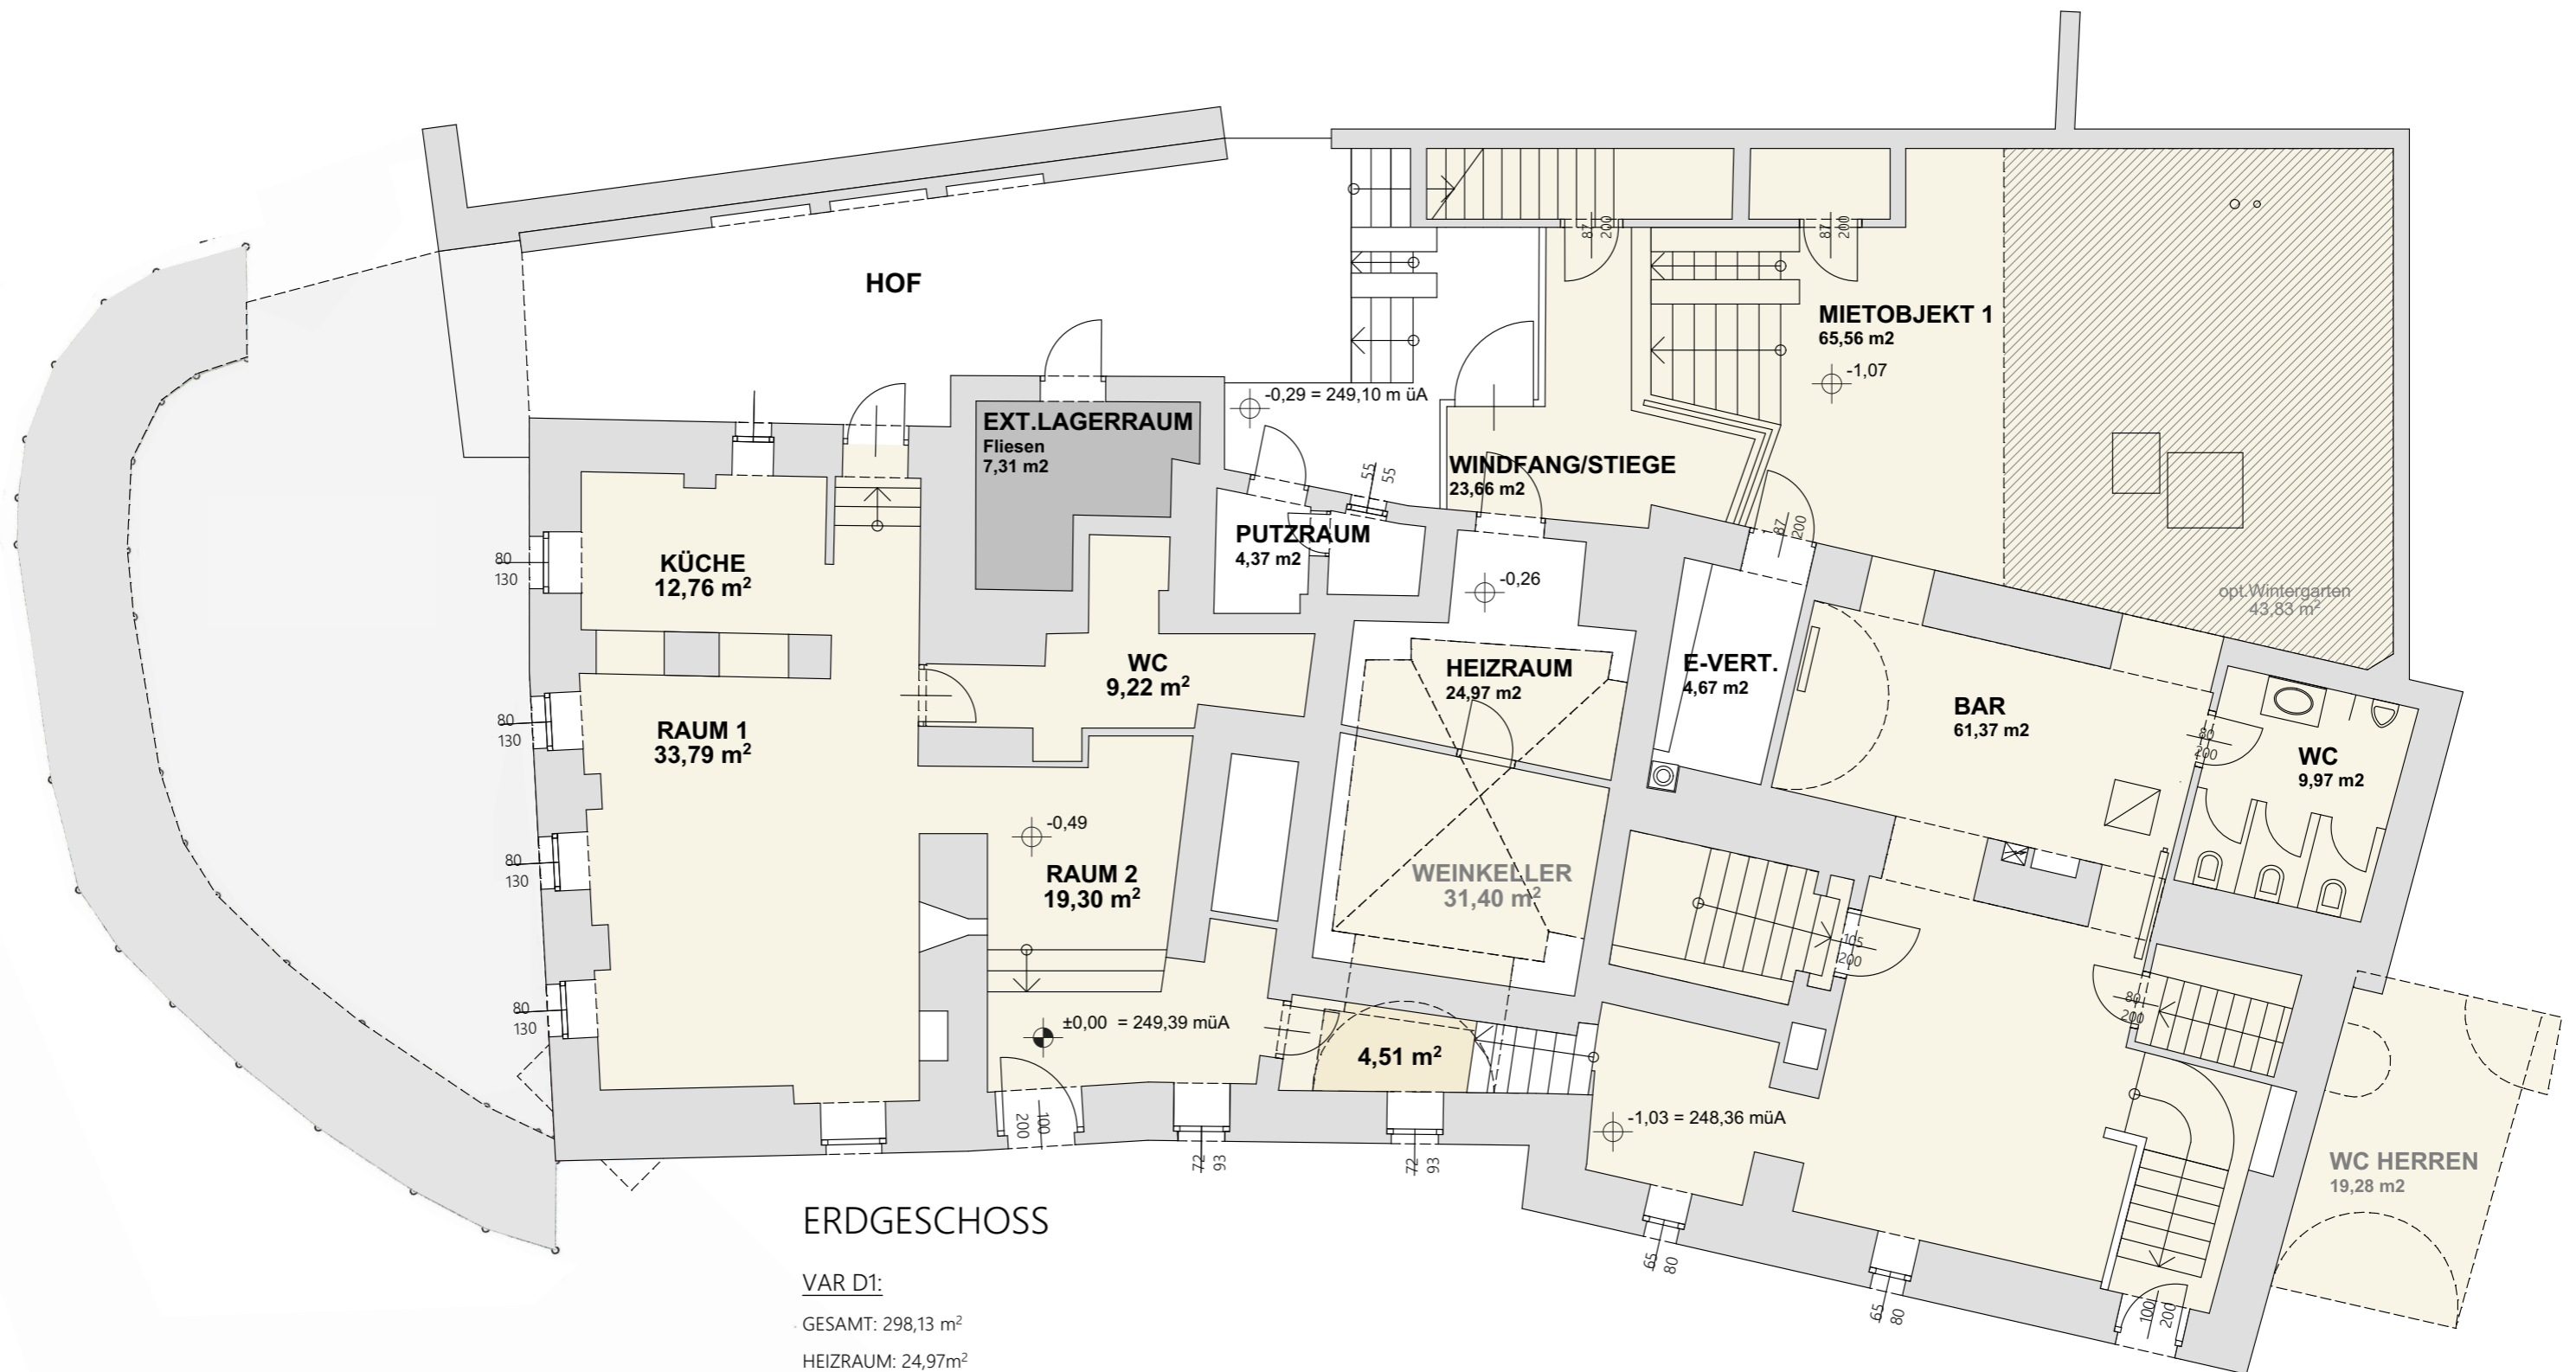 HOF
87
200
87
200
MIETOBJEKT 1
65,56 m2
-1,07
-0,29 = 249,10 m üA
EXT.LAGERRAUM
Fliesen
7,31 m2
WINDFANG/STIEGE
23,66 m2
55
55
87
200
PUTZRAUM
4,37 m2
80
130
KÜCHE
12,76 m²
-0,26
opt.Wintergarten
43,83 m²
WC
9,22 m²
HEIZRAUM
24,97 m2
E-VERT.
4,67 m2
BAR
61,37 m2
80
200
WC
9,97 m2
80
130
RAUM 1
33,79 m²
-0,49
80
130
RAUM 2
19,30 m²
WEINKELLER
31,40 m²
105
200
80
130
±0,00 = 249,39 müA
4,51 m²
80
200
-1,03 = 248,36 müA
100
200
72
93
72
93
WC HERREN
19,28 m2
65
80
65
80
100
200
ERDGESCHOSS
VAR D1:
GESAMT: 298,13 m²
HEIZRAUM: 24,97m²